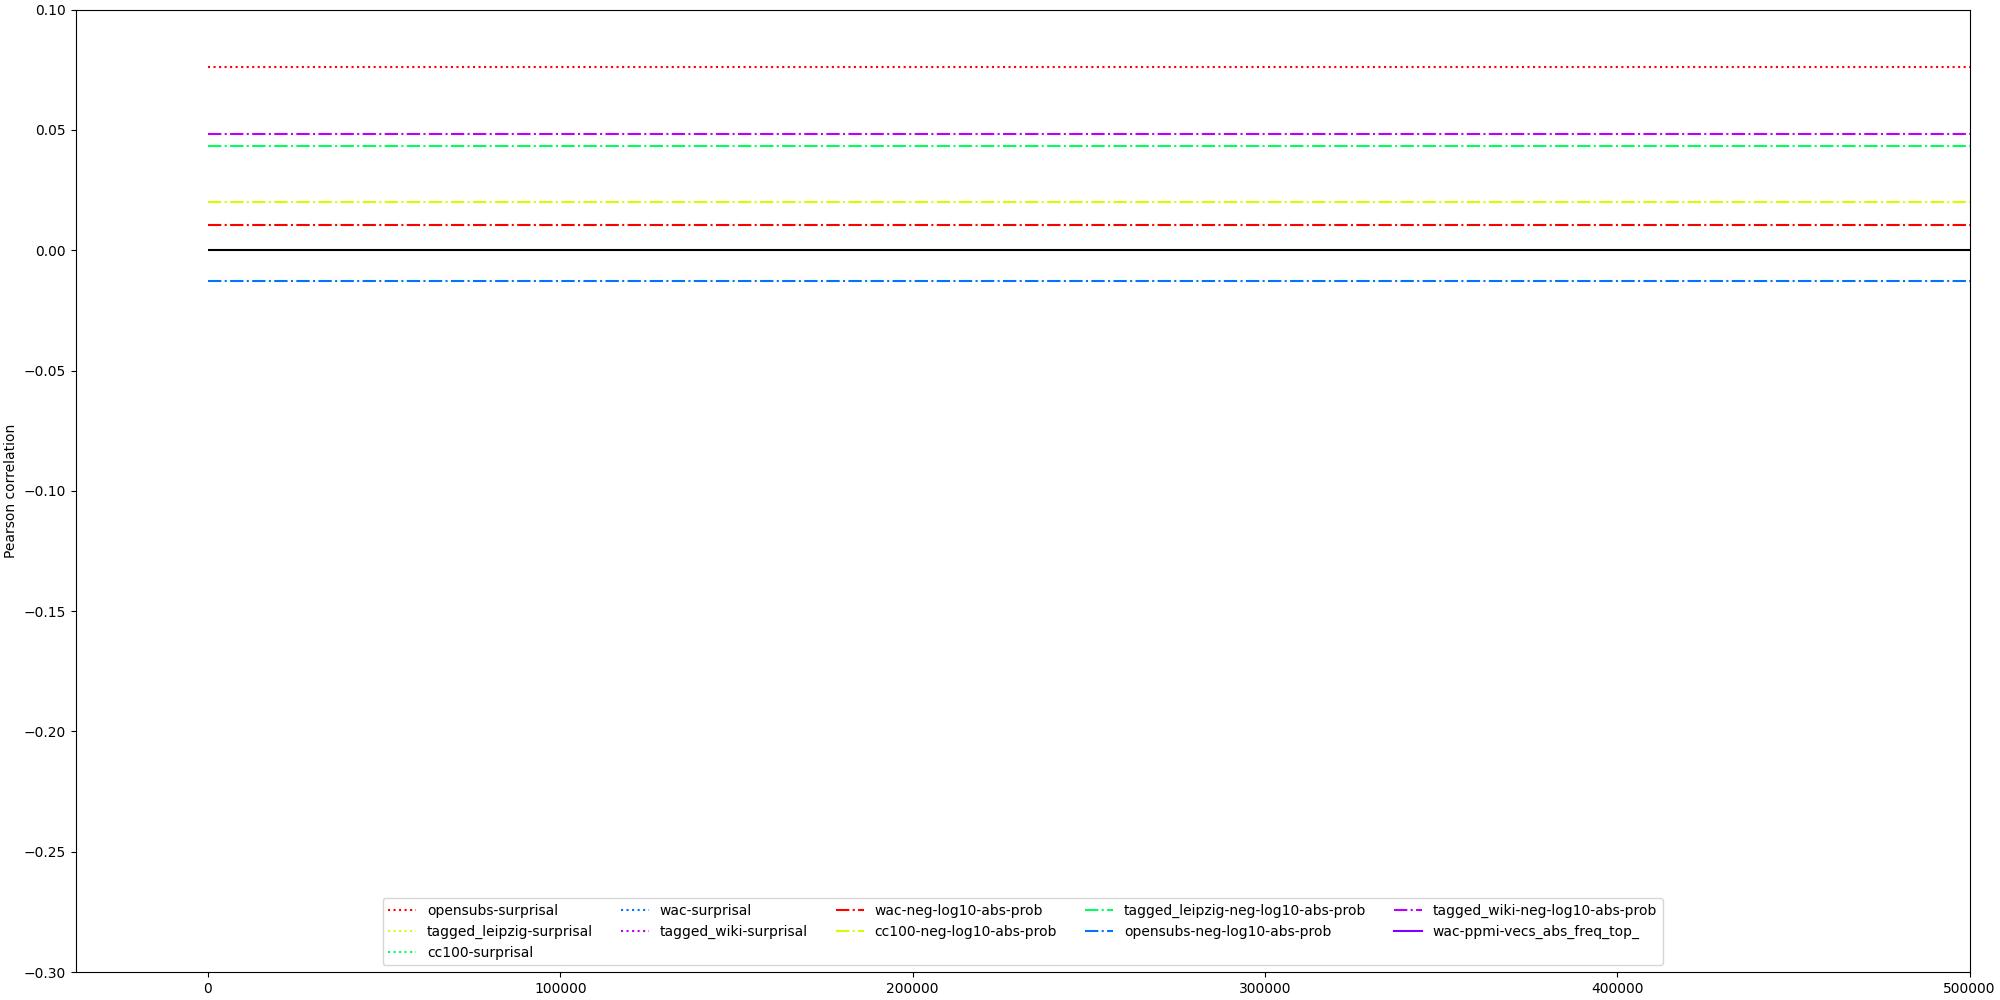 0.10
0.05
0.00
−0.05
−0.10
−0.15
−0.20
−0.25
−0.30
Pearson correlation
0
100000
200000
300000
400000
500000
opensubs-surprisal
tagged_leipzig-surprisal
cc100-surprisal
wac-surprisal
tagged_wiki-surprisal
wac-neg-log10-abs-prob
cc100-neg-log10-abs-prob
tagged_leipzig-neg-log10-abs-prob
opensubs-neg-log10-abs-prob
tagged_wiki-neg-log10-abs-prob
wac-ppmi-vecs_abs_freq_top_